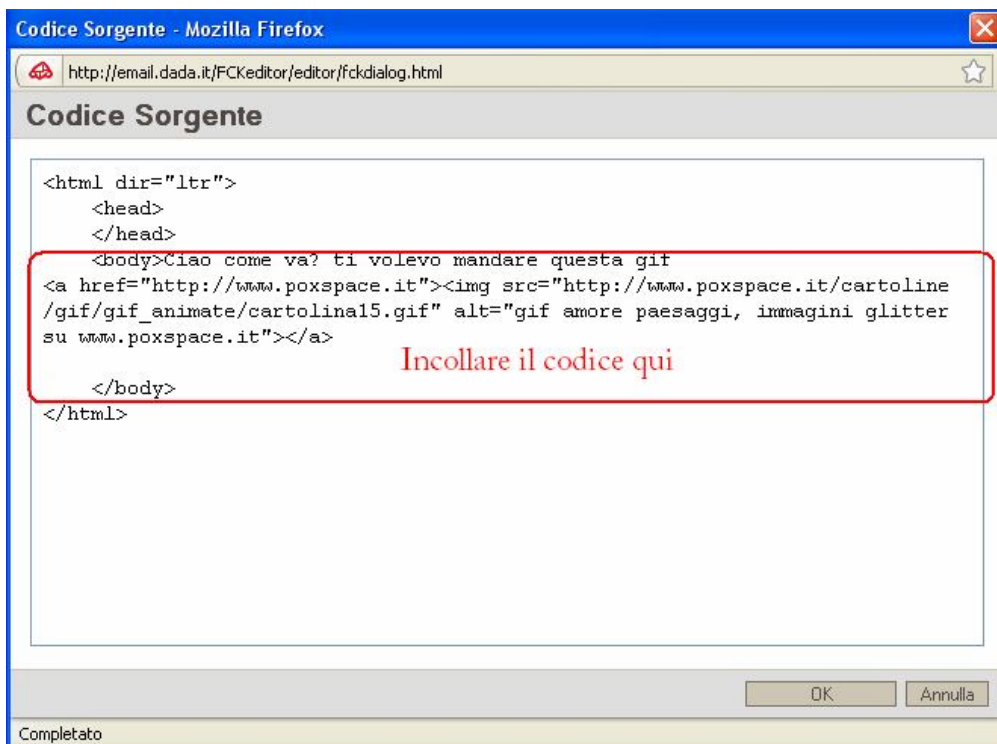 Codice Sorgente - Mozilla Firefox
http://email.dada.it/FCKeditor/editor/fckdialog.html
Codice Sorgente
<html dir="ltr">
<head>
</head>
<body>Ciao come va? ti volevo mandare questa gif
<a href="http://www.poxspace.it"><img src="http://www.poxspace.it/cartoline
/gif/gif_animate/cartolina15.gif" alt="gif amore paesaggi, immagini glitter
su www.poxspace.it"></a>
Incollare il codice qui
</body>
</html>
OK
Annulla
Completato